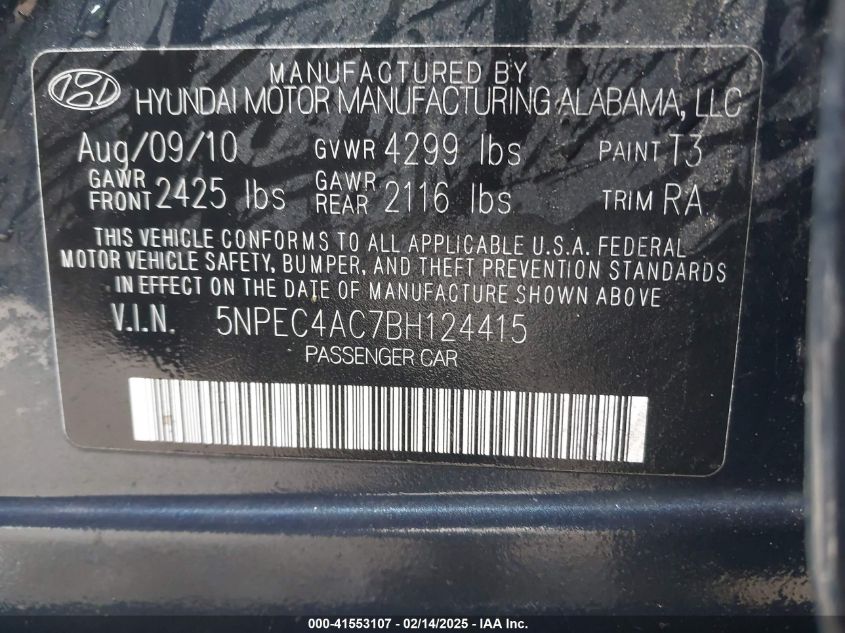 MANUFACTURED BY
HYUNDAI MOTOR MANUFACTURING ALABAMA, LLC
Aug/09/10 GVWR 4299 lbs PAINT T3
GAWR FRONT 2425 lbs GAWR REAR 2116 lbs TRIM RA
THIS VEHICLE CONFORMS TO ALL APPLICABLE U.S.A. FEDERAL
MOTOR VEHICLE SAFETY, BUMPER, AND THEFT PREVENTION STANDARDS
IN EFFECT ON THE DATE OF MANUFACTURE SHOWN ABOVE
V.I.N. 5NPEC4AC7BH124415
PASSENGER CAR
000-41553107 - 02/14/2025 - IAA Inc.